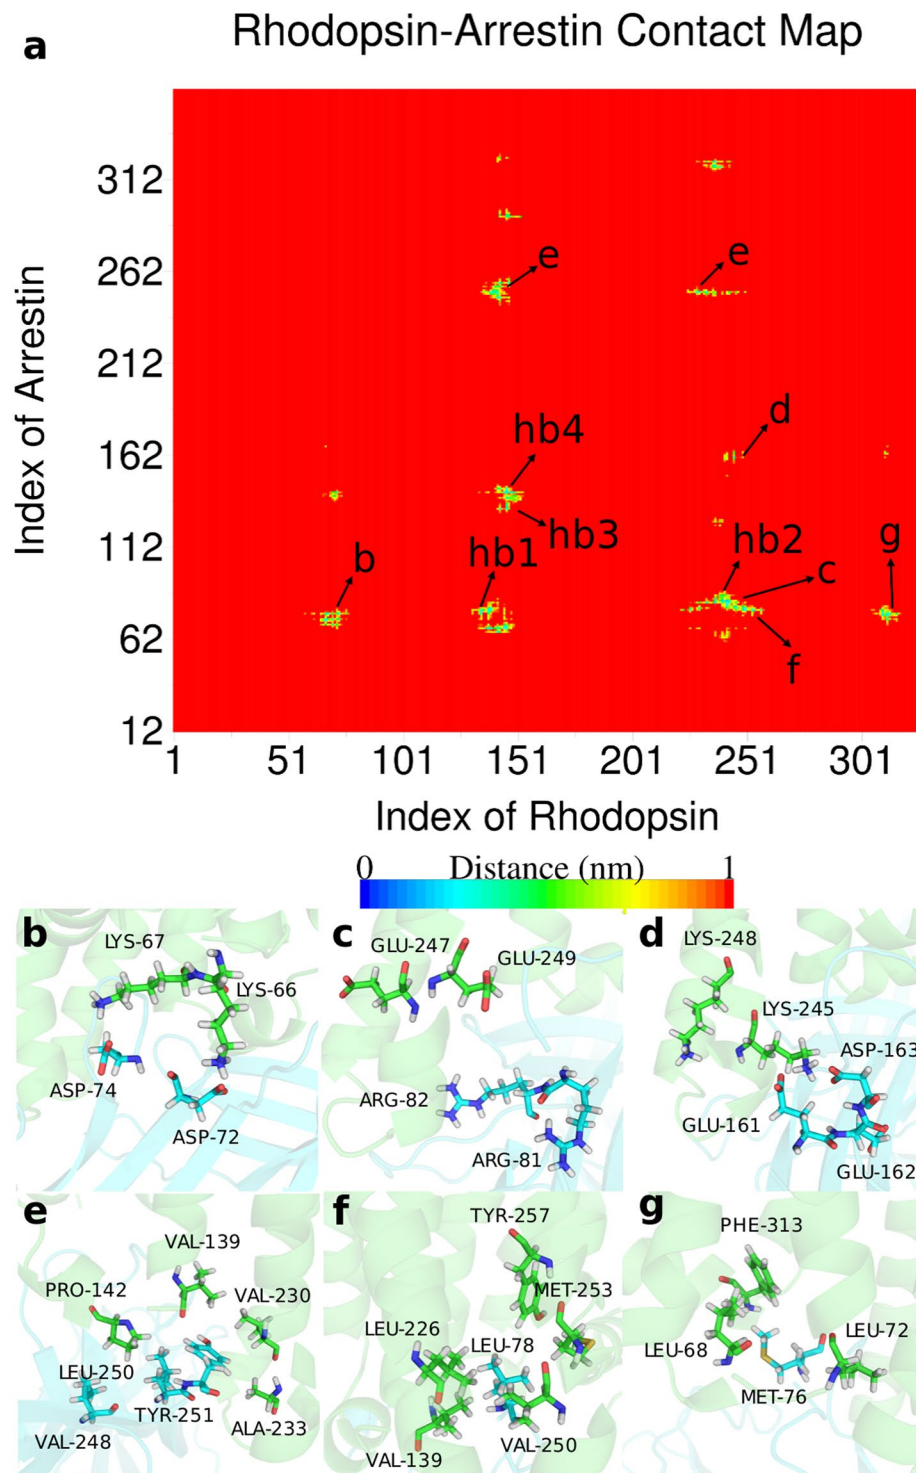 a
Rhodopsin-Arrestin Contact Map
Index of Arrestin
312
262
212
162
112
62
12
e
e
d
hb4
hb3
hb1
hb2
g
b
c
f
1
51
101
151
201
251
301
Index of Rhodopsin
0
Distance (nm)
1
b
LYS-67
LYS-66
ASP-74
ASP-72
c
GLU-247
GLU-249
ARG-82
ARG-81
d
LYS-248
LYS-245
ASP-163
GLU-161
GLU-162
e
VAL-139
PRO-142
VAL-230
LEU-250
TYR-251
ALA-233
VAL-248
f
TYR-257
MET-253
LEU-226
LEU-78
VAL-250
VAL-139
g
PHE-313
LEU-72
LEU-68
MET-76